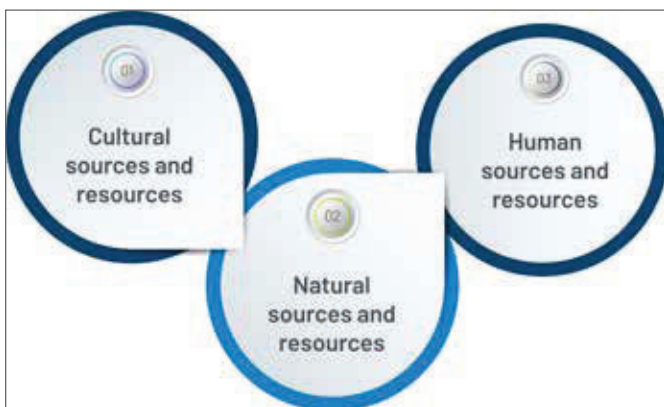 01
Cultural
sources and
resources
02
Natural
sources and
resources
03
Human
sources and
resources